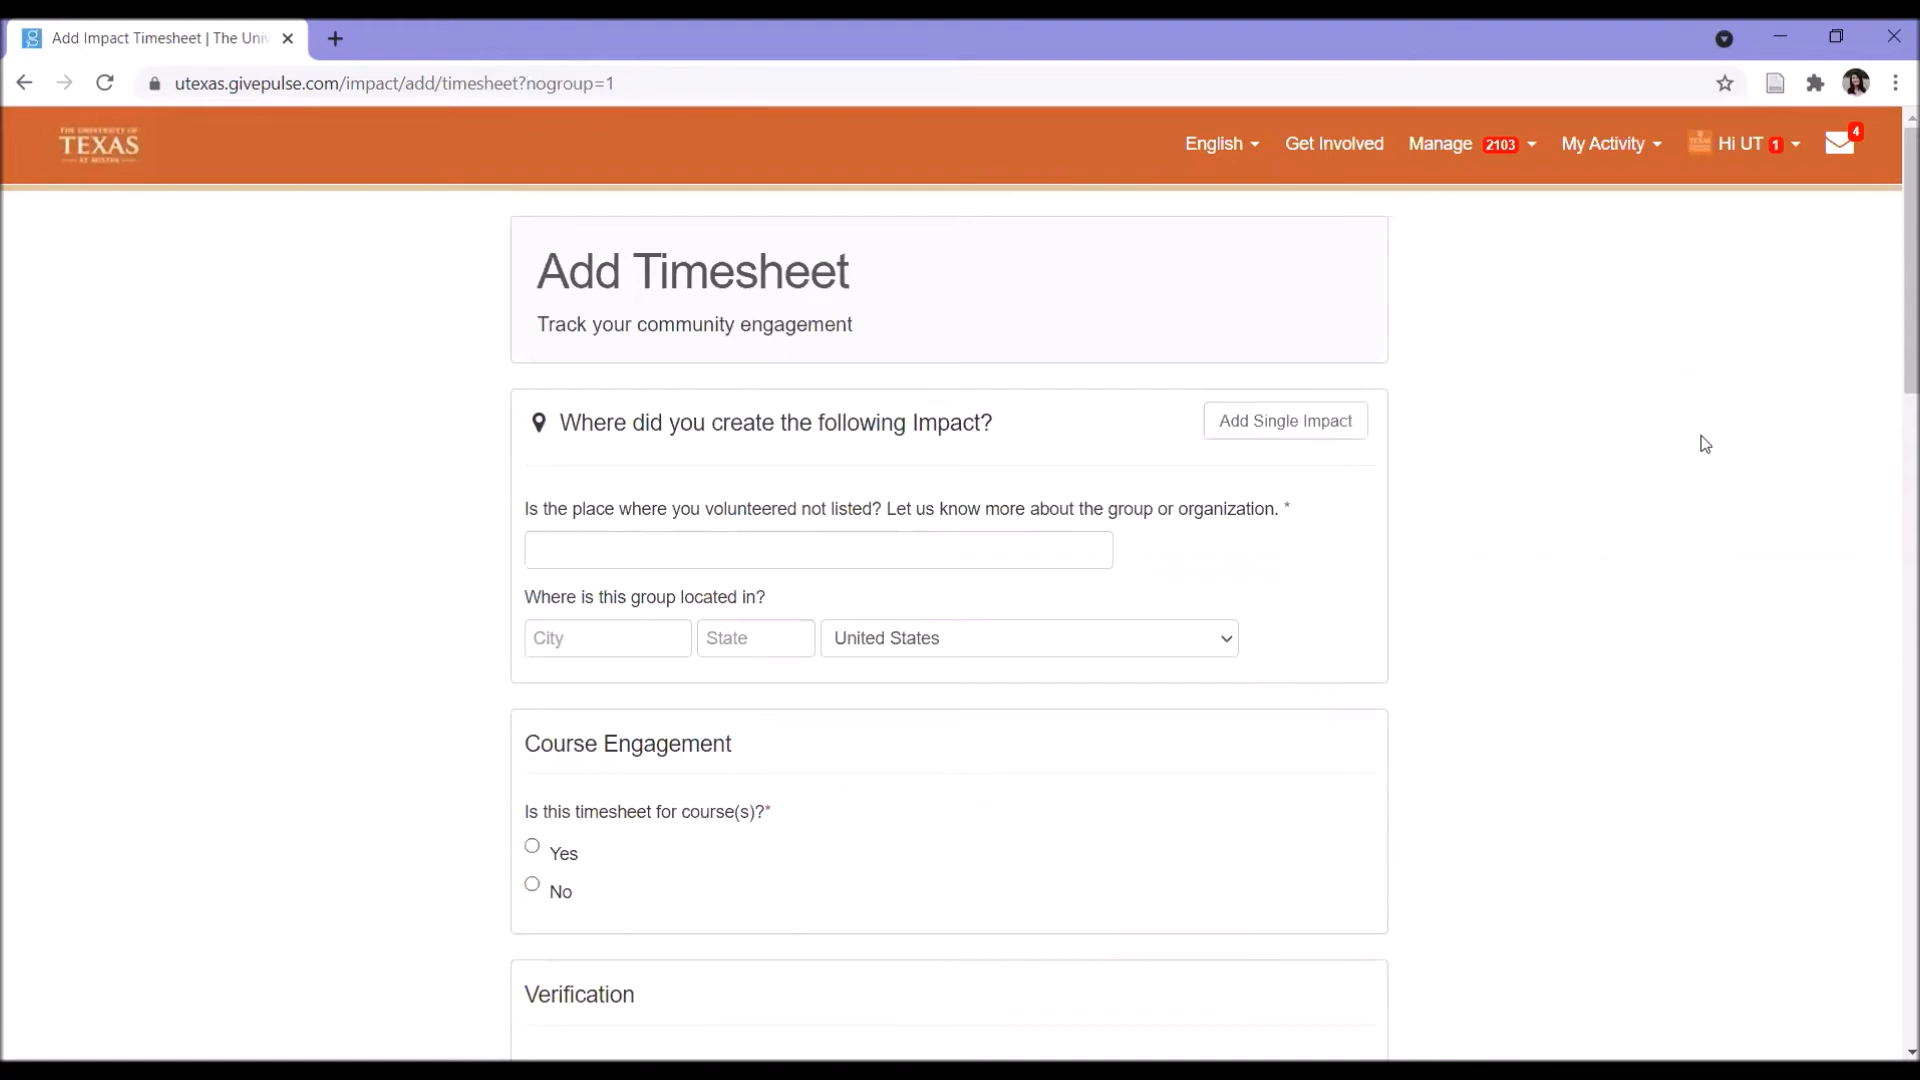 Add Impact Timesheet | The Univ
utexas.givepulse.com/impact/add/timesheet?nogroup=1
THE UNIVERSITY OF
TEXAS
AT AUSTIN
English
Get Involved
Manage 2103
My Activity
TEXAS
Hi UT 1
4
Add Timesheet
Track your community engagement
Where did you create the following Impact?
Add Single Impact
Is the place where you volunteered not listed? Let us know more about the group or organization. *
Where is this group located in?
City
State
United States
Course Engagement
Is this timesheet for course(s)?*
Yes
No
Verification